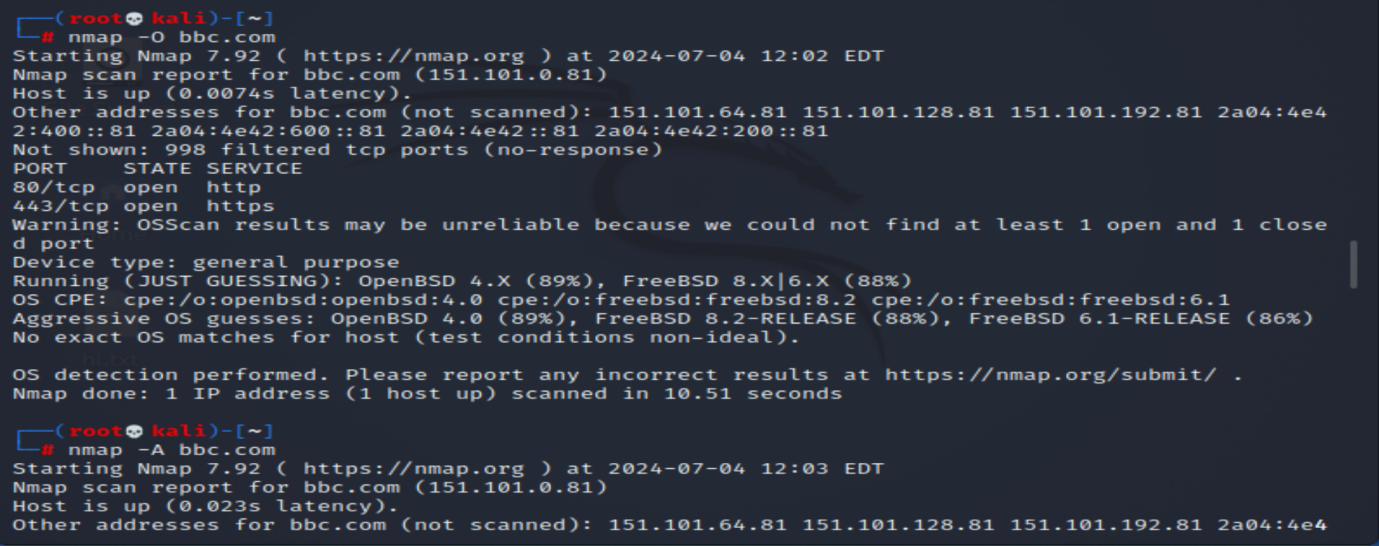 ┌──(root💀kali)-[~]
└─# nmap -O bbc.com
Starting Nmap 7.92 ( https://nmap.org ) at 2024-07-04 12:02 EDT
Nmap scan report for bbc.com (151.101.0.81)
Host is up (0.0074s latency).
Other addresses for bbc.com (not scanned): 151.101.64.81 151.101.128.81 151.101.192.81 2a04:4e4
2:400::81 2a04:4e42:600::81 2a04:4e42::81 2a04:4e42:200::81
Not shown: 998 filtered tcp ports (no-response)
PORT    STATE SERVICE
80/tcp  open  http
443/tcp open  https
Warning: OSScan results may be unreliable because we could not find at least 1 open and 1 close
d port
Device type: general purpose
Running (JUST GUESSING): OpenBSD 4.X (89%), FreeBSD 8.X|6.X (88%)
OS CPE: cpe:/o:openbsd:openbsd:4.0 cpe:/o:freebsd:freebsd:8.2 cpe:/o:freebsd:freebsd:6.1
Aggressive OS guesses: OpenBSD 4.0 (89%), FreeBSD 8.2-RELEASE (88%), FreeBSD 6.1-RELEASE (86%)
No exact OS matches for host (test conditions non-ideal).
OS detection performed. Please report any incorrect results at https://nmap.org/submit/ .
Nmap done: 1 IP address (1 host up) scanned in 10.51 seconds
┌──(root💀kali)-[~]
└─# nmap -A bbc.com
Starting Nmap 7.92 ( https://nmap.org ) at 2024-07-04 12:03 EDT
Nmap scan report for bbc.com (151.101.0.81)
Host is up (0.023s latency).
Other addresses for bbc.com (not scanned): 151.101.64.81 151.101.128.81 151.101.192.81 2a04:4e4